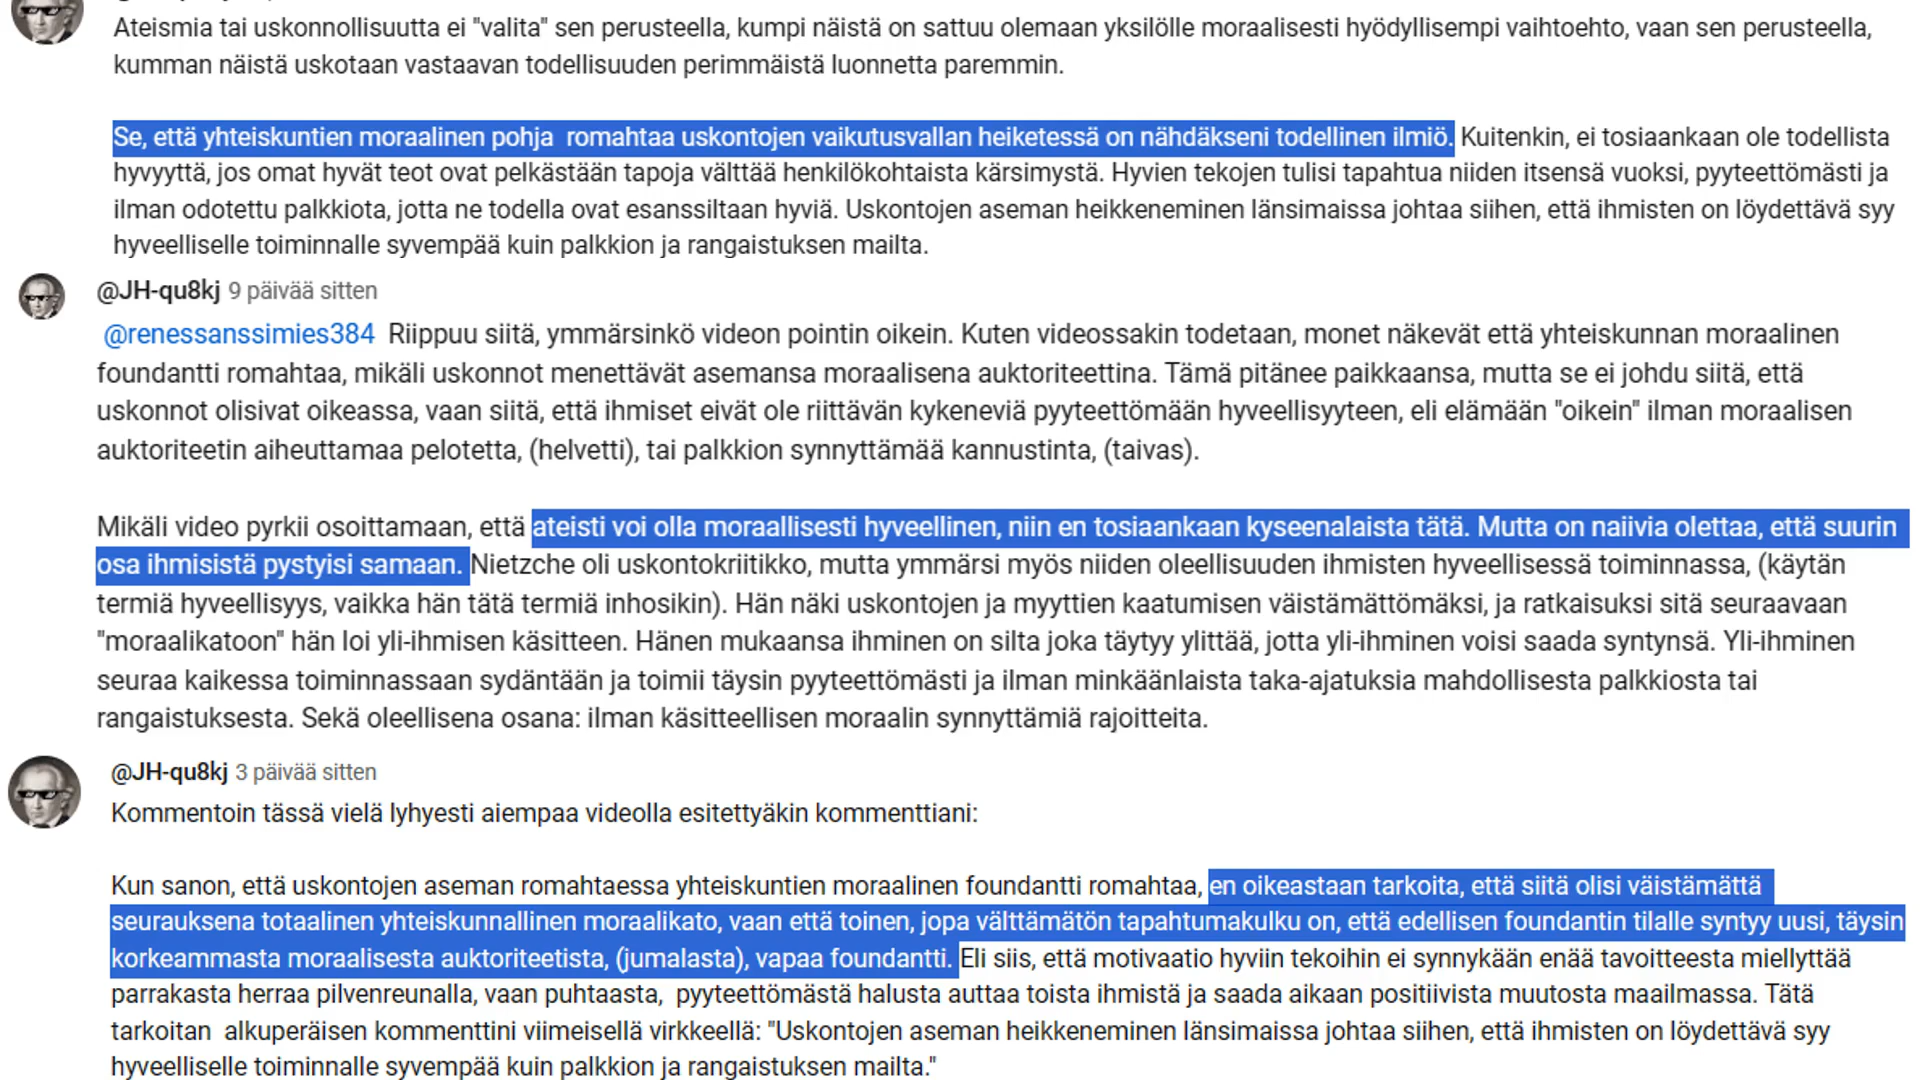 Ateismia tai uskonnollisuutta ei "valita" sen perusteella, kumpi näistä on sattuu olemaan yksilölle moraalisesti hyödyllisempi vaihtoehto, vaan sen perusteella,
kumman näistä uskotaan vastaavan todellisuuden perimmäistä luonnetta paremmin.
Se, että yhteiskuntien moraalinen pohja  romahtaa uskontojen vaikutusvallan heiketessä on nähdäkseni todellinen ilmiö. Kuitenkin, ei tosiaankaan ole todellista
hyvyyttä, jos omat hyvät teot ovat pelkästään tapoja välttää henkilökohtaista kärsimystä. Hyvien tekojen tulisi tapahtua niiden itsensä vuoksi, pyyteettömästi ja
ilman odotettu palkkiota, jotta ne todella ovat esanssiltaan hyviä. Uskontojen aseman heikkeneminen länsimaissa johtaa siihen, että ihmisten on löydettävä syy
hyveelliselle toiminnalle syvempää kuin palkkion ja rangaistuksen mailta.
@JH-qu8kj 9 päivää sitten
@renessanssimies384 Riippuu siitä, ymmärsinkö videon pointin oikein. Kuten videossakin todetaan, monet näkevät että yhteiskunnan moraalinen
foundantti romahtaa, mikäli uskonnot menettävät asemansa moraalisena auktoriteettina. Tämä pitänee paikkaansa, mutta se ei johdu siitä, että
uskonnot olisivat oikeassa, vaan siitä, että ihmiset eivät ole riittävän kykeneviä pyyteettömään hyveellisyyteen, eli elämään "oikein" ilman moraalisen
auktoriteetin aiheuttamaa pelotetta, (helvetti), tai palkkion synnyttämää kannustinta, (taivas).
Mikäli video pyrkii osoittamaan, että ateisti voi olla moraallisesti hyveellinen, niin en tosiaankaan kyseenalaista tätä. Mutta on naiivia olettaa, että suurin
osa ihmisistä pystyisi samaan. Nietzche oli uskontokriitikko, mutta ymmärsi myös niiden oleellisuuden ihmisten hyveellisessä toiminnassa, (käytän
termiä hyveellisyys, vaikka hän tätä termiä inhosikin). Hän näki uskontojen ja myyttien kaatumisen väistämättömäksi, ja ratkaisuksi sitä seuraavaan
"moraalikatoon" hän loi yli-ihmisen käsitteen. Hänen mukaansa ihminen on silta joka täytyy ylittää, jotta yli-ihminen voisi saada syntynsä. Yli-ihminen
seuraa kaikessa toiminnassaan sydäntään ja toimii täysin pyyteettömästi ja ilman minkäänlaista taka-ajatuksia mahdollisesta palkkiosta tai
rangaistuksesta. Sekä oleellisena osana: ilman käsitteellisen moraalin synnyttämiä rajoitteita.
@JH-qu8kj 3 päivää sitten
Kommentoin tässä vielä lyhyesti aiempaa videolla esitettyäkin kommenttiani:
Kun sanon, että uskontojen aseman romahtaessa yhteiskuntien moraalinen foundantti romahtaa, en oikeastaan tarkoita, että siitä olisi väistämättä
seurauksena totaalinen yhteiskunnallinen moraalikato, vaan että toinen, jopa välttämätön tapahtumakulku on, että edellisen foundantin tilalle syntyy uusi, täysin
korkeammasta moraalisesta auktoriteetista, (jumalasta), vapaa foundantti. Eli siis, että motivaatio hyviin tekoihin ei synnykään enää tavoitteesta miellyttää
parrakasta herraa pilvenreunalla, vaan puhtaasta,  pyyteettömästä halusta auttaa toista ihmistä ja saada aikaan positiivista muutosta maailmassa. Tätä
tarkoitan  alkuperäisen kommenttini viimeisellä virkkeellä: "Uskontojen aseman heikkeneminen länsimaissa johtaa siihen, että ihmisten on löydettävä syy
hyveelliselle toiminnalle syvempää kuin palkkion ja rangaistuksen mailta."